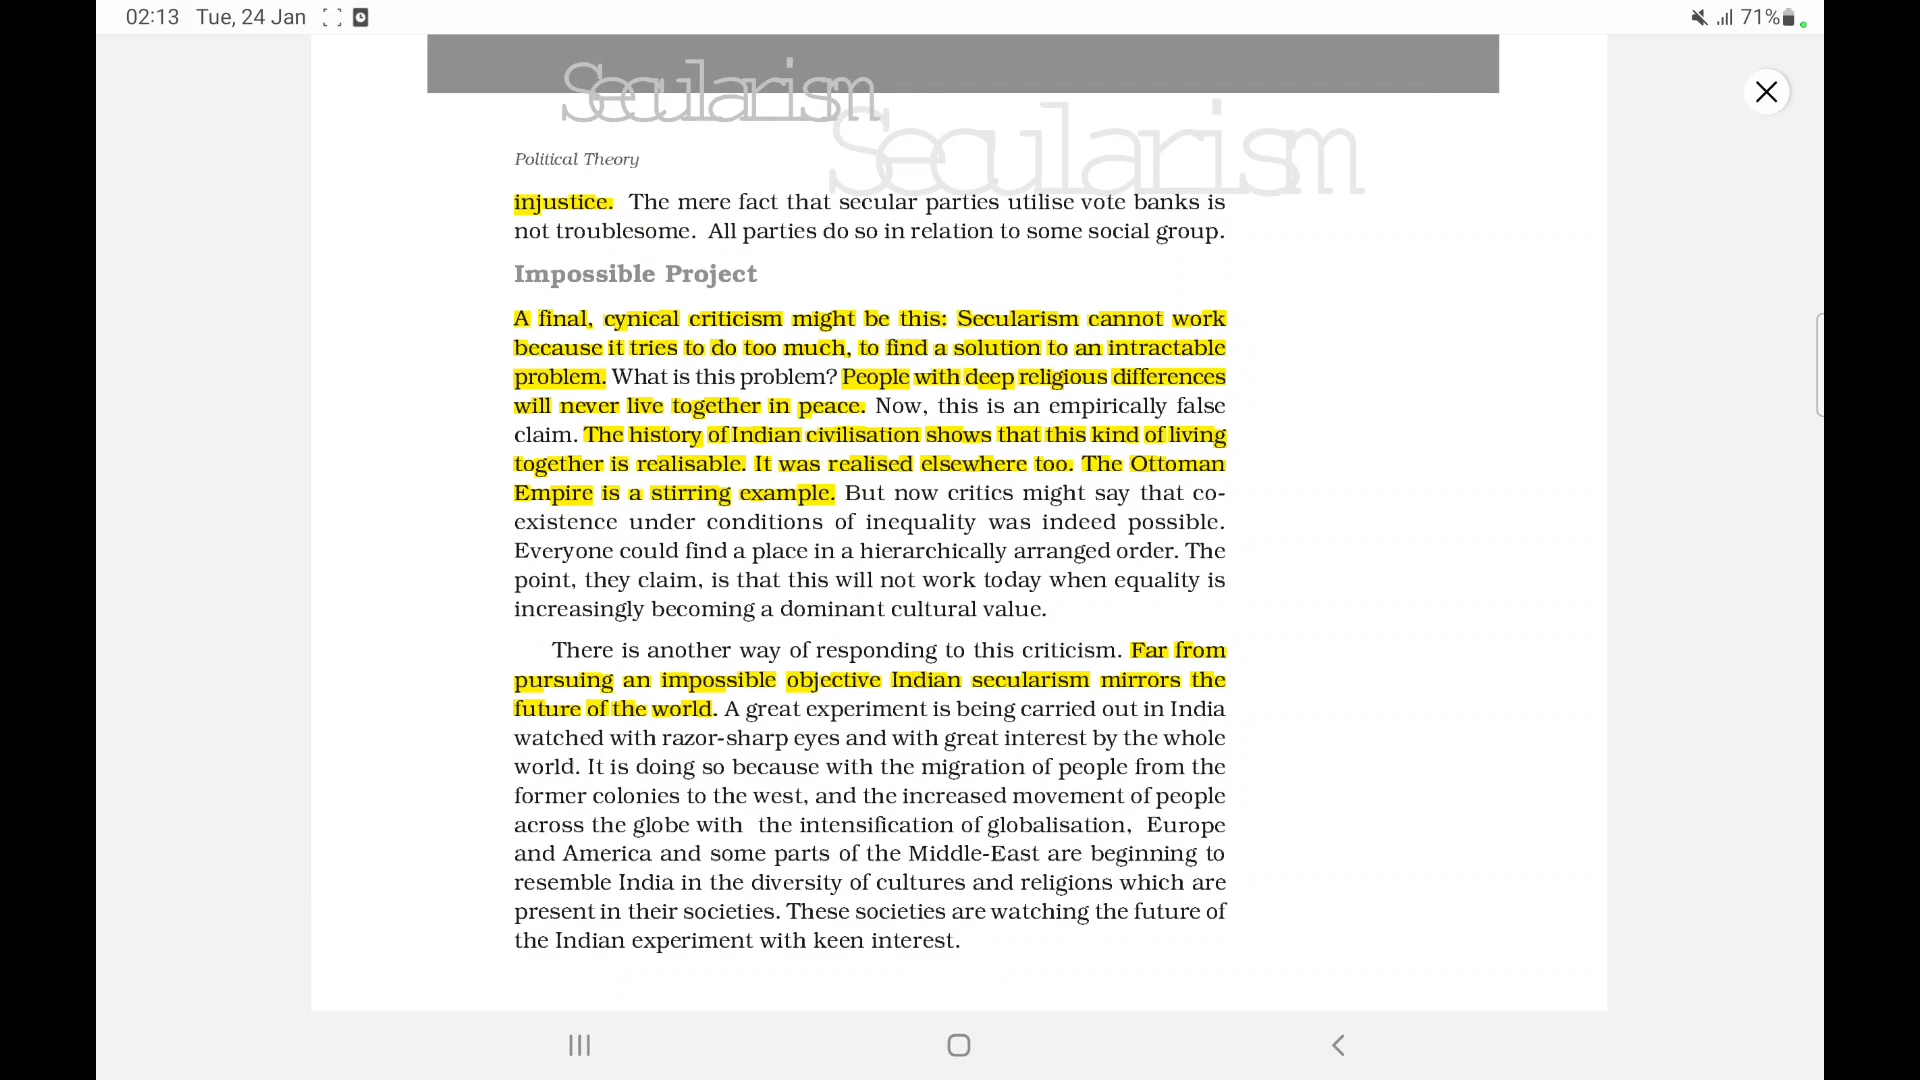 02:13 Tue, 24 Jan
71%
Secularism
Secularism
Political Theory
injustice. The mere fact that secular parties utilise vote banks is
not troublesome. All parties do so in relation to some social group.
Impossible Project
A final, cynical criticism might be this: Secularism cannot work
because it tries to do too much, to find a solution to an intractable
problem. What is this problem? People with deep religious differences
will never live together in peace. Now, this is an empirically false
claim. The history of Indian civilisation shows that this kind of living
together is realisable. It was realised elsewhere too. The Ottoman
Empire is a stirring example. But now critics might say that co-
existence under conditions of inequality was indeed possible.
Everyone could find a place in a hierarchically arranged order. The
point, they claim, is that this will not work today when equality is
increasingly becoming a dominant cultural value.
There is another way of responding to this criticism. Far from
pursuing an impossible objective Indian secularism mirrors the
future of the world. A great experiment is being carried out in India
watched with razor-sharp eyes and with great interest by the whole
world. It is doing so because with the migration of people from the
former colonies to the west, and the increased movement of people
across the globe with the intensification of globalisation, Europe
and America and some parts of the Middle-East are beginning to
resemble India in the diversity of cultures and religions which are
present in their societies. These societies are watching the future of
the Indian experiment with keen interest.